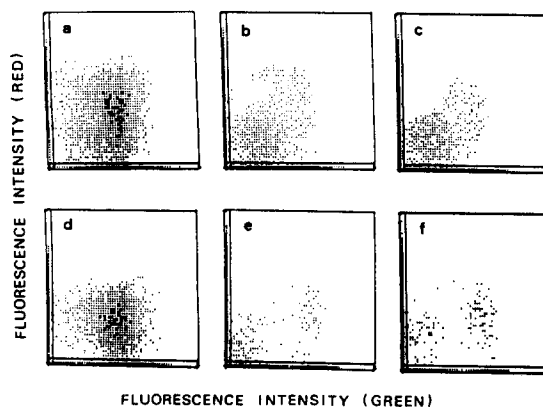 a
b
c
FLUORESCENCE INTENSITY (RED)
d
e
f
FLUORESCENCE INTENSITY (GREEN)